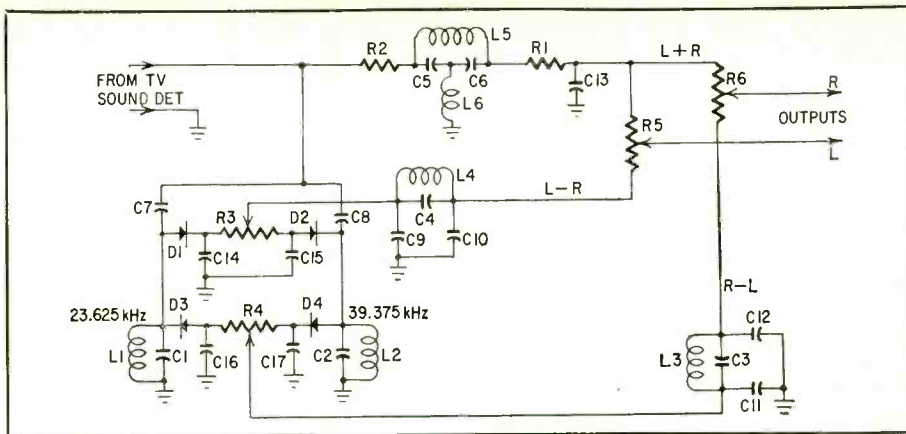 L5
R2
R1
L+R
FROM TV
SOUND DET
C5
C6
L6
C13
R6
R
OUTPUTS
R5
L
L4
L-R
C7
R3
D2
C8
C4
D1
C14
C15
C9
C10
R-L
23.625 kHz
D3
R4
D4
39.375 kHz
C12
L1
C1
C16
C17
C2
L2
L3
C3
C11